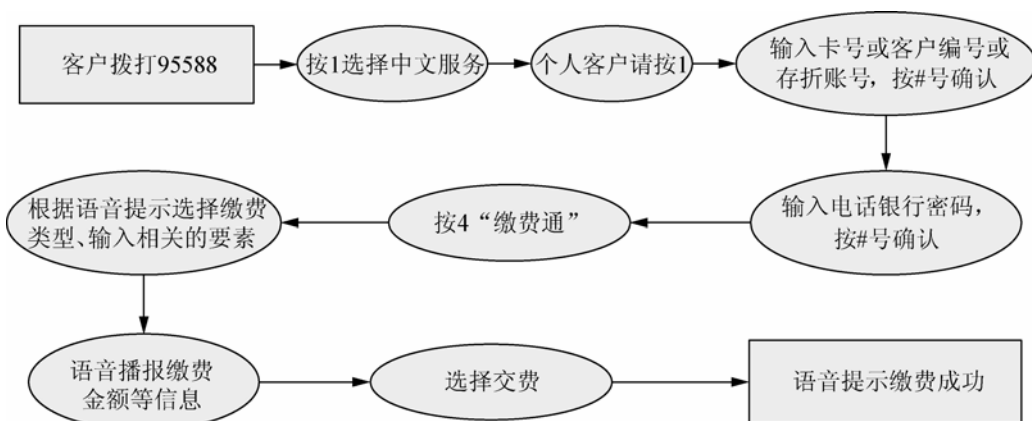 客户拨打95588
按1选择中文服务
个人客户请按1
输入卡号或客户编号或
存折账号，按#号确认
输入电话银行密码，
按#号确认
按4“缴费通”
根据语音提示选择缴费
类型、输入相关的要素
语音播报缴费
金额等信息
选择交费
语音提示缴费成功